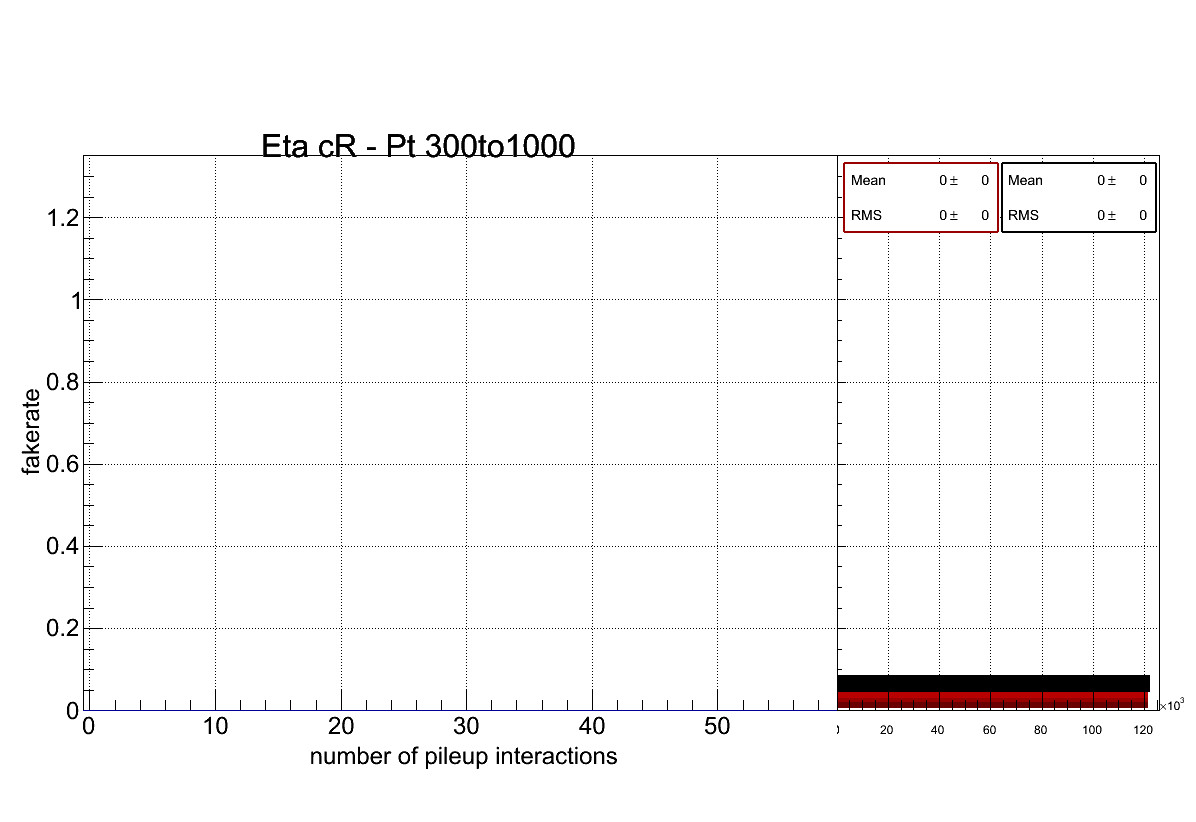 Eta cR - Pt 300to1000
Mean 0 ± 0
RMS 0 ± 0
Mean 0 ± 0
RMS 0 ± 0
1.2
1
0.8
0.6
0.4
0.2
0
fakerate
0 10 20 30 40 50
number of pileup interactions
20 40 60 80 100 120
×10³